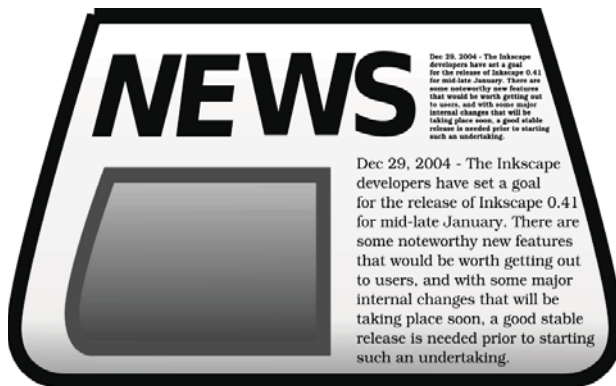 NEWS
Dec 29, 2004 - The Inkscape
developers have set a goal
for the release of Inkscape 0.41
for mid-late January. There are
some noteworthy new features
that would be worth getting out
to users, and with some major
internal changes that will be
taking place soon, a good stable
release is needed prior to starting
such an undertaking.
Dec 29, 2004 - The Inkscape
developers have set a goal
for the release of Inkscape 0.41
for mid-late January. There are
some noteworthy new features
that would be worth getting out
to users, and with some major
internal changes that will be
taking place soon, a good stable
release is needed prior to starting
such an undertaking.